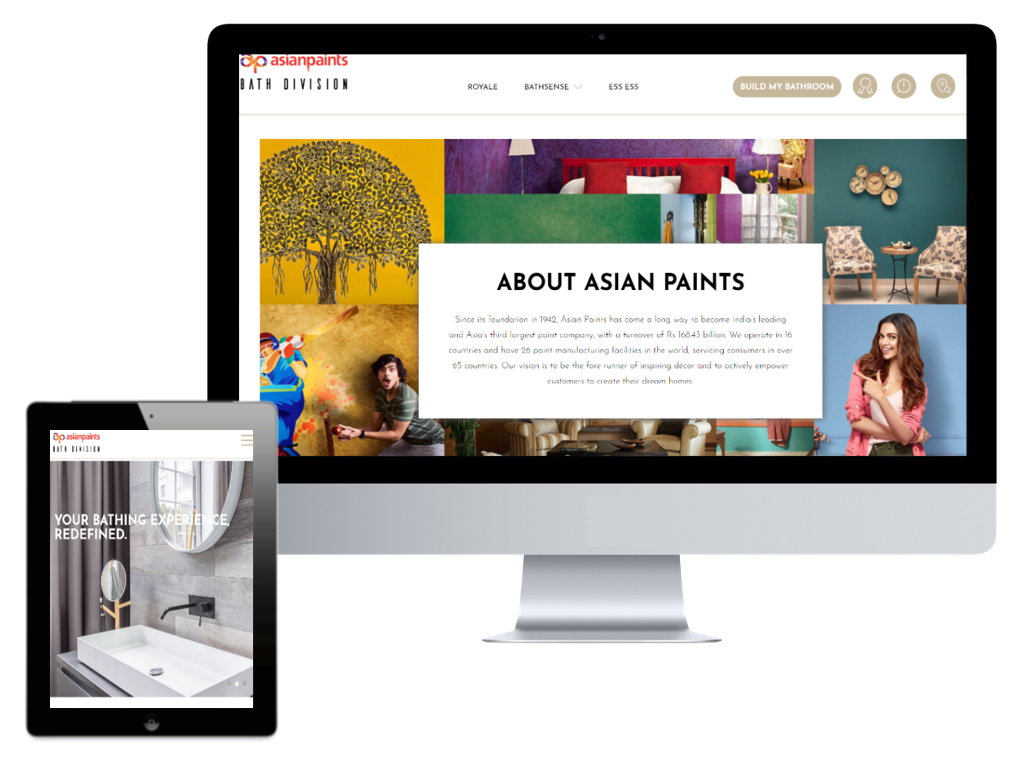 asianpaints
BATH DIVISION
ROYALE BATHSENSE ESS ESS BUILD MY BATHROOM
ABOUT ASIAN PAINTS
Since its foundation in 1942, Asian Paints has come a long way to become India's leading
and Asia's third largest paint company, with a turnover of Rs 168.43 billion. We operate in 16
countries and have 26 paint manufacturing facilities in the world, servicing consumers in over
65 countries. Our vision is to be the fore runner of inspiring décor and to actively empower
customers to create their dream homes.
asianpaints
BATH DIVISION
YOUR BATHING EXPERIENCE,
REDEFINED.